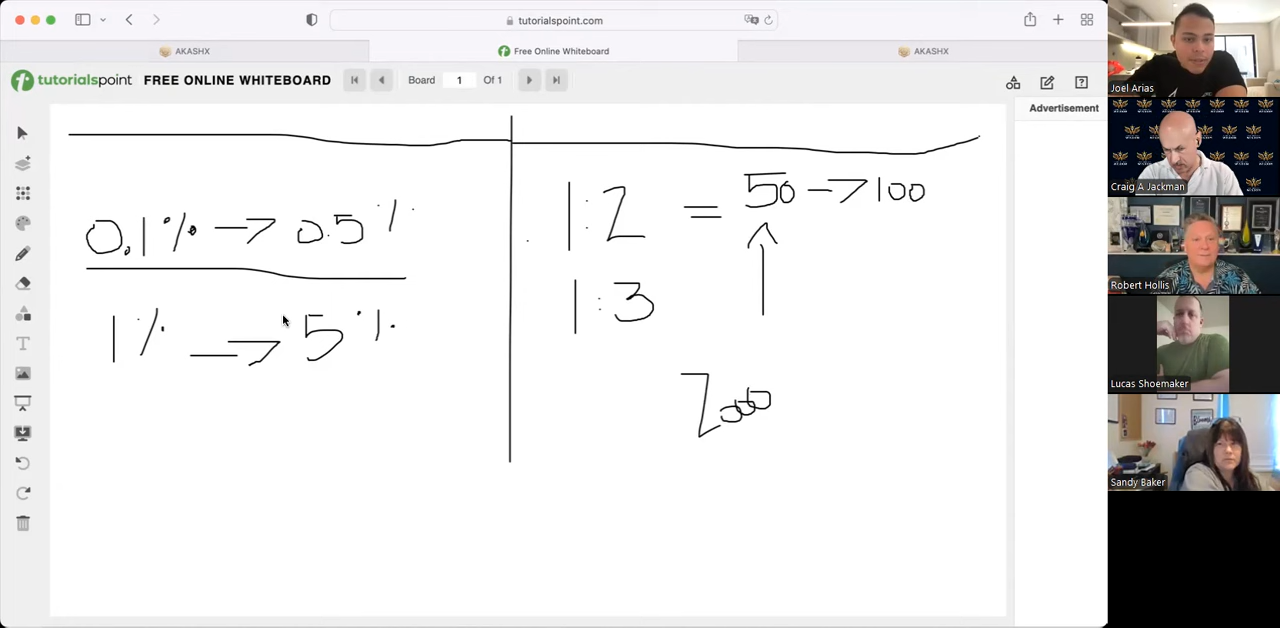 tutorialspoint.com
AKASHX
Free Online Whiteboard
AKASHX
tutorialspoint FREE ONLINE WHITEBOARD
Board 1 Of 1
Advertisement
0.1% → 0.5%
1% → 5%
1:2 = 50 → 100
1:3
2000
Joel Arias
Craig A Jackman
Robert Hollis
Lucas Shoemaker
Sandy Baker